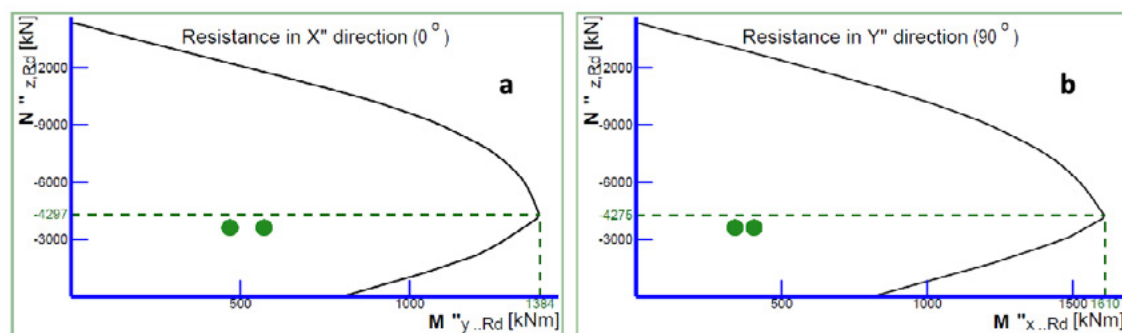 Resistance in X" direction (0°)
a
N"z,Rd [kN]
-12000
-9000
-6000
-4297
-3000
500
1000
1384
M"y..Rd [kNm]
Resistance in Y" direction (90°)
b
N"z,Rd [kN]
-12000
-9000
-6000
-4275
-3000
500
1000
1500
1610
M"x..Rd [kNm]